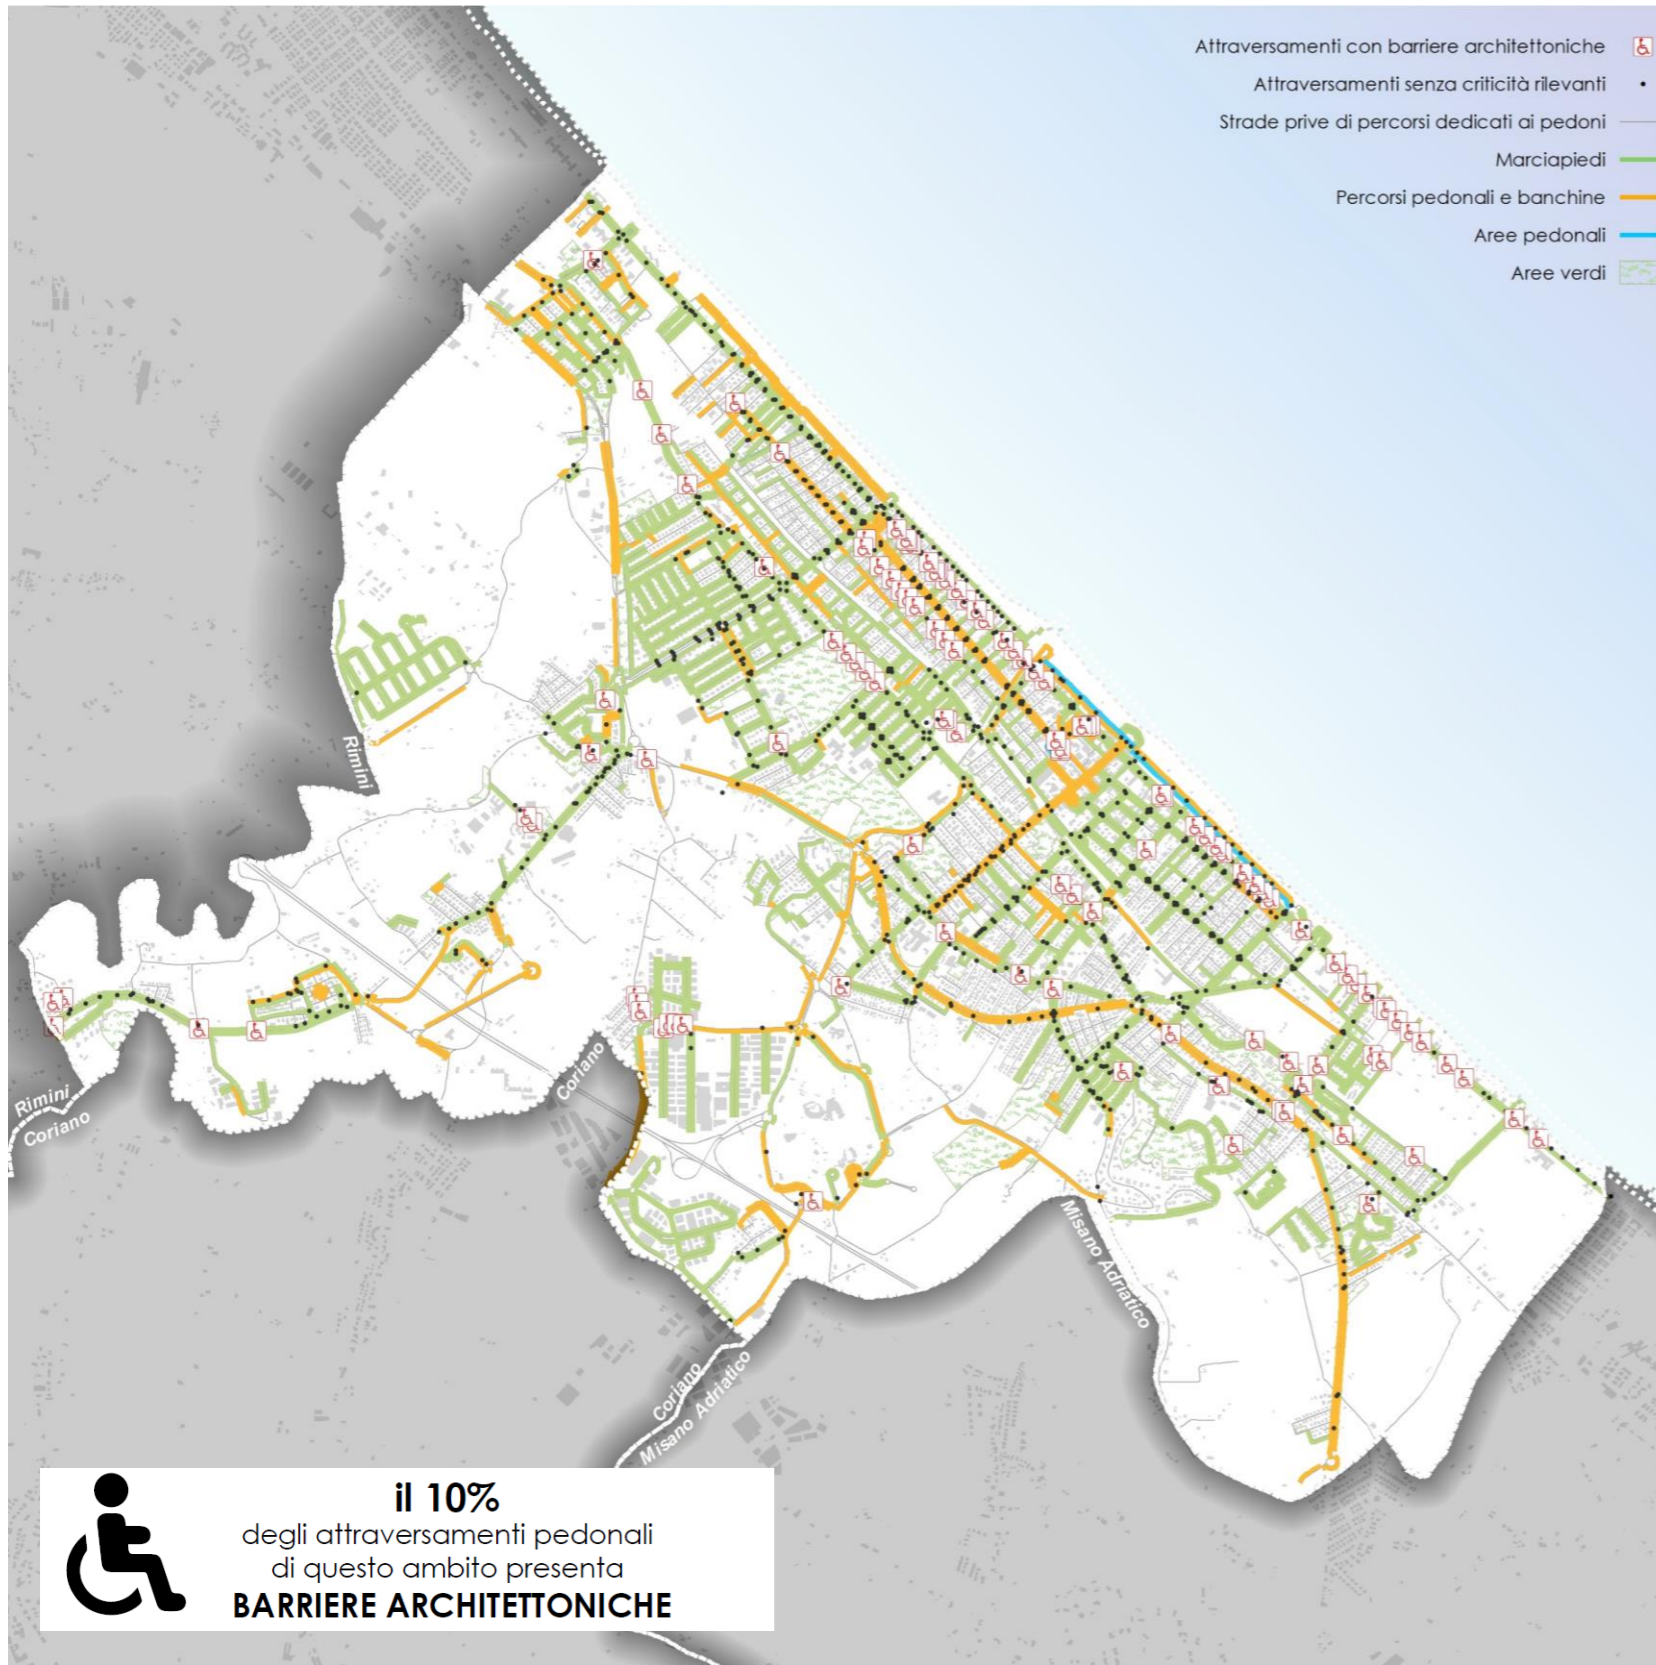 Attraversamenti con barriere architettoniche
Attraversamenti senza criticità rilevanti
Strade prive di percorsi dedicati ai pedoni
Marciapiedi
Percorsi pedonali e banchine
Aree pedonali
Aree verdi
Rimini
Rimini
Coriano
Coriano
Misano Adriatico
Coriano
Misano Adriatico
il 10%
degli attraversamenti pedonali
di questo ambito presenta
BARRIERE ARCHITETTONICHE